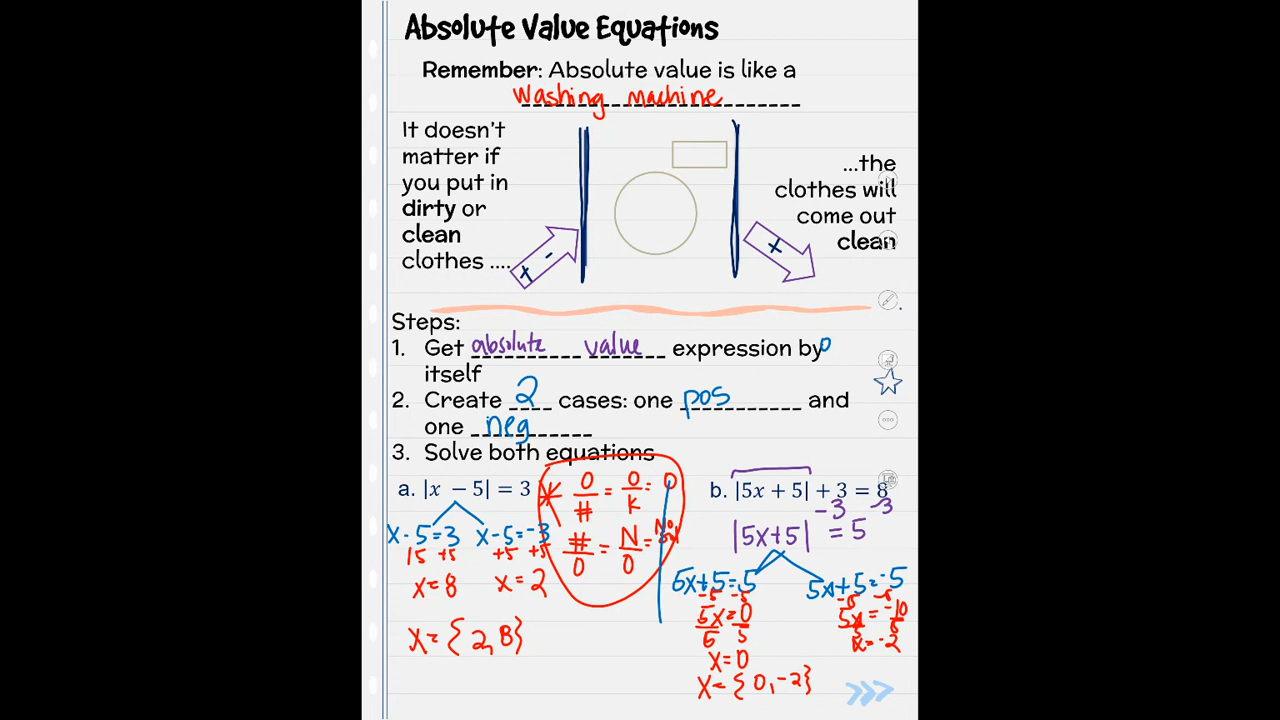 Absolute Value Equations
Remember: Absolute value is like a
Washing machine
It doesn't
matter if
you put in
dirty or
clean
clothes ....
+ -
+
...the
clothes will
come out
clean
Steps:
1. Get absolute value expression by
itself
2. Create 2 cases: one pos and
one neg
3. Solve both equations
a. |x − 5| = 3
x - 5 = 3 x - 5 = -3
+5 +5 +5 +5
x = 8 x = 2
x = {2, 8}
* 0/# = 0/K = 0
#/0 = N/0 = No
b. |5x + 5| + 3 = 8
-3 -3
|5x+5| = 5
5x+5=5 5x+5=-5
-5 -5 -5 -5
5x=0 5x=-10
5 5 5 5
x=0 x=-2
x={0,-2}